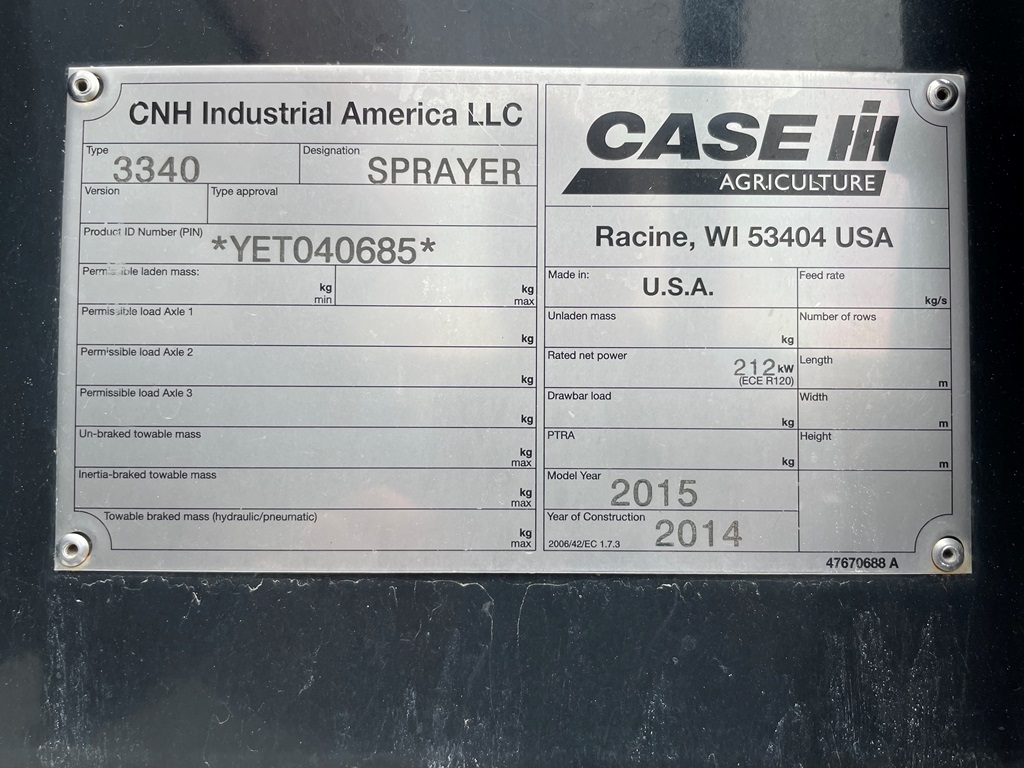 CNH Industrial America LLC
Type
3340
Designation
SPRAYER
Version
Type approval
Product ID Number (PIN)
*YET040685*
Permissible laden mass:
kg
min
kg
max
Permissible load Axle 1
kg
Permissible load Axle 2
kg
Permissible load Axle 3
kg
Un-braked towable mass
kg
max
Inertia-braked towable mass
kg
max
Towable braked mass (hydraulic/pneumatic)
kg
max
CASE IH
AGRICULTURE
Racine, WI 53404 USA
Made in:
U.S.A.
Feed rate
kg/s
Unladen mass
kg
Number of rows
Rated net power
212 kW
(ECE R120)
Length
m
Drawbar load
kg
Width
m
PTRA
kg
Height
m
Model Year
2015
Year of Construction
2014
2006/42/EC 1.7.3
47670688 A